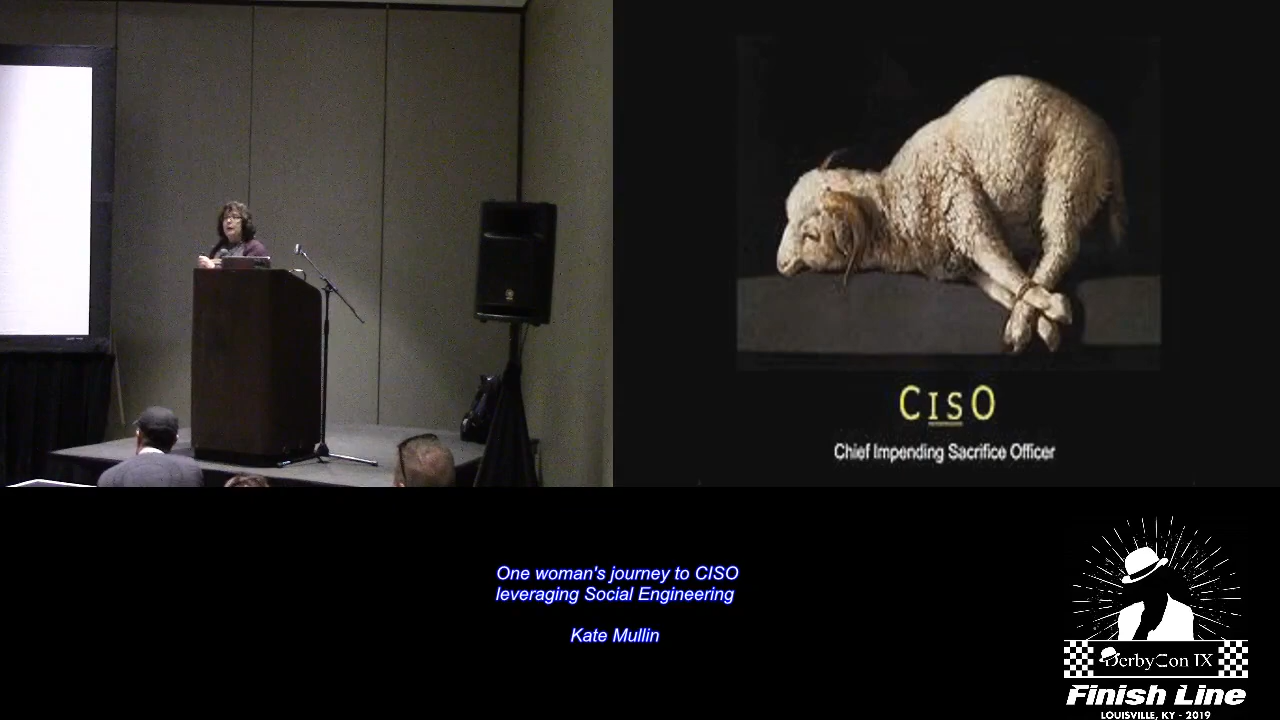 CISO
Chief Impending Sacrifice Officer
One woman's journey to CISO
leveraging Social Engineering
Kate Mullin
DerbyCon IX
Finish Line
LOUISVILLE, KY - 2019